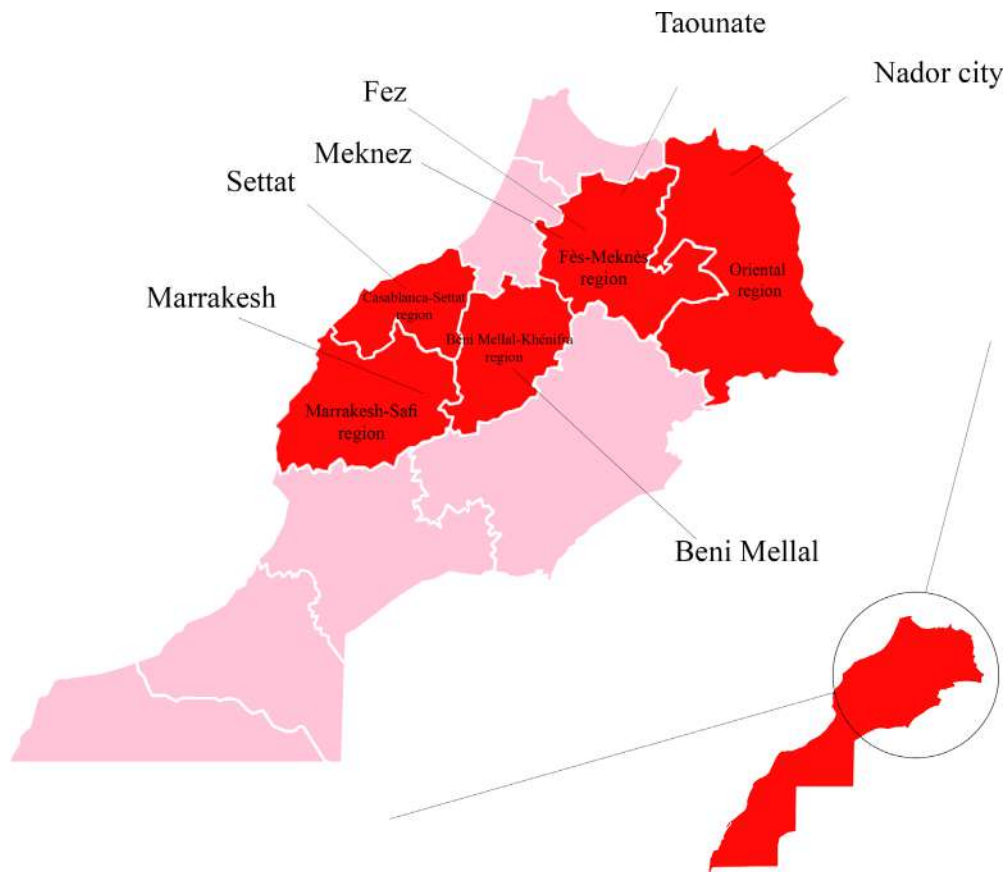 Taounate
Nador city
Fez
Meknez
Settat
Marrakesh
Fès-Meknès
region
Oriental
region
Casablanca-Settat
region
Béni Mellal-Khénifra
region
Marrakesh-Safi
region
Beni Mellal